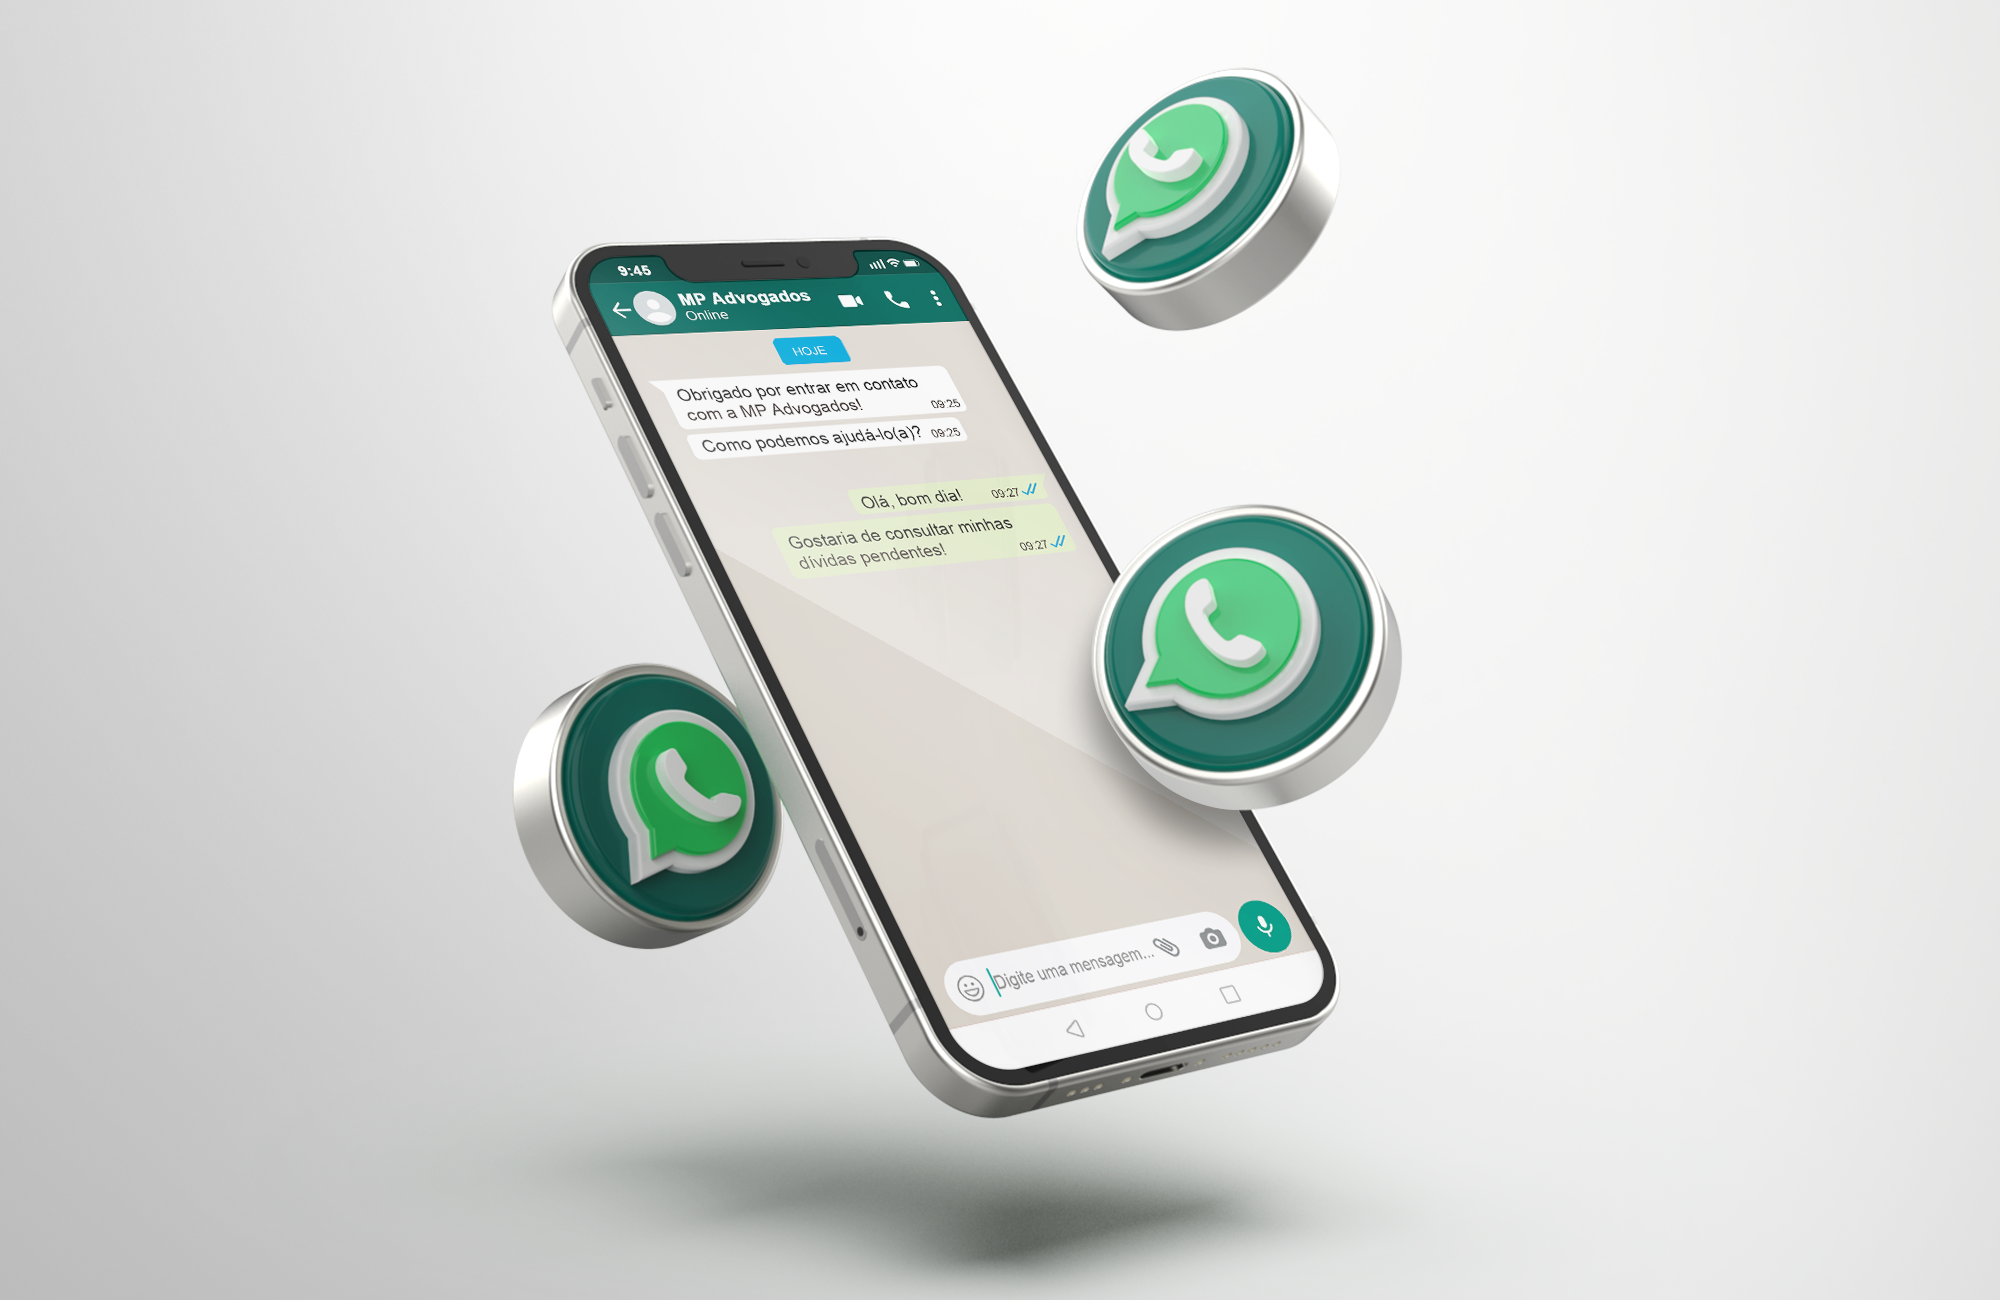 9:45
MP Advogados
Online
HOJE
Obrigado por entrar em contato
com a MP Advogados!
09:25
Como podemos ajudá-lo(a)? 09:25
Olá, bom dia! 09:27
Gostaria de consultar minhas
dívidas pendentes!
09:27
Digite uma mensagem...